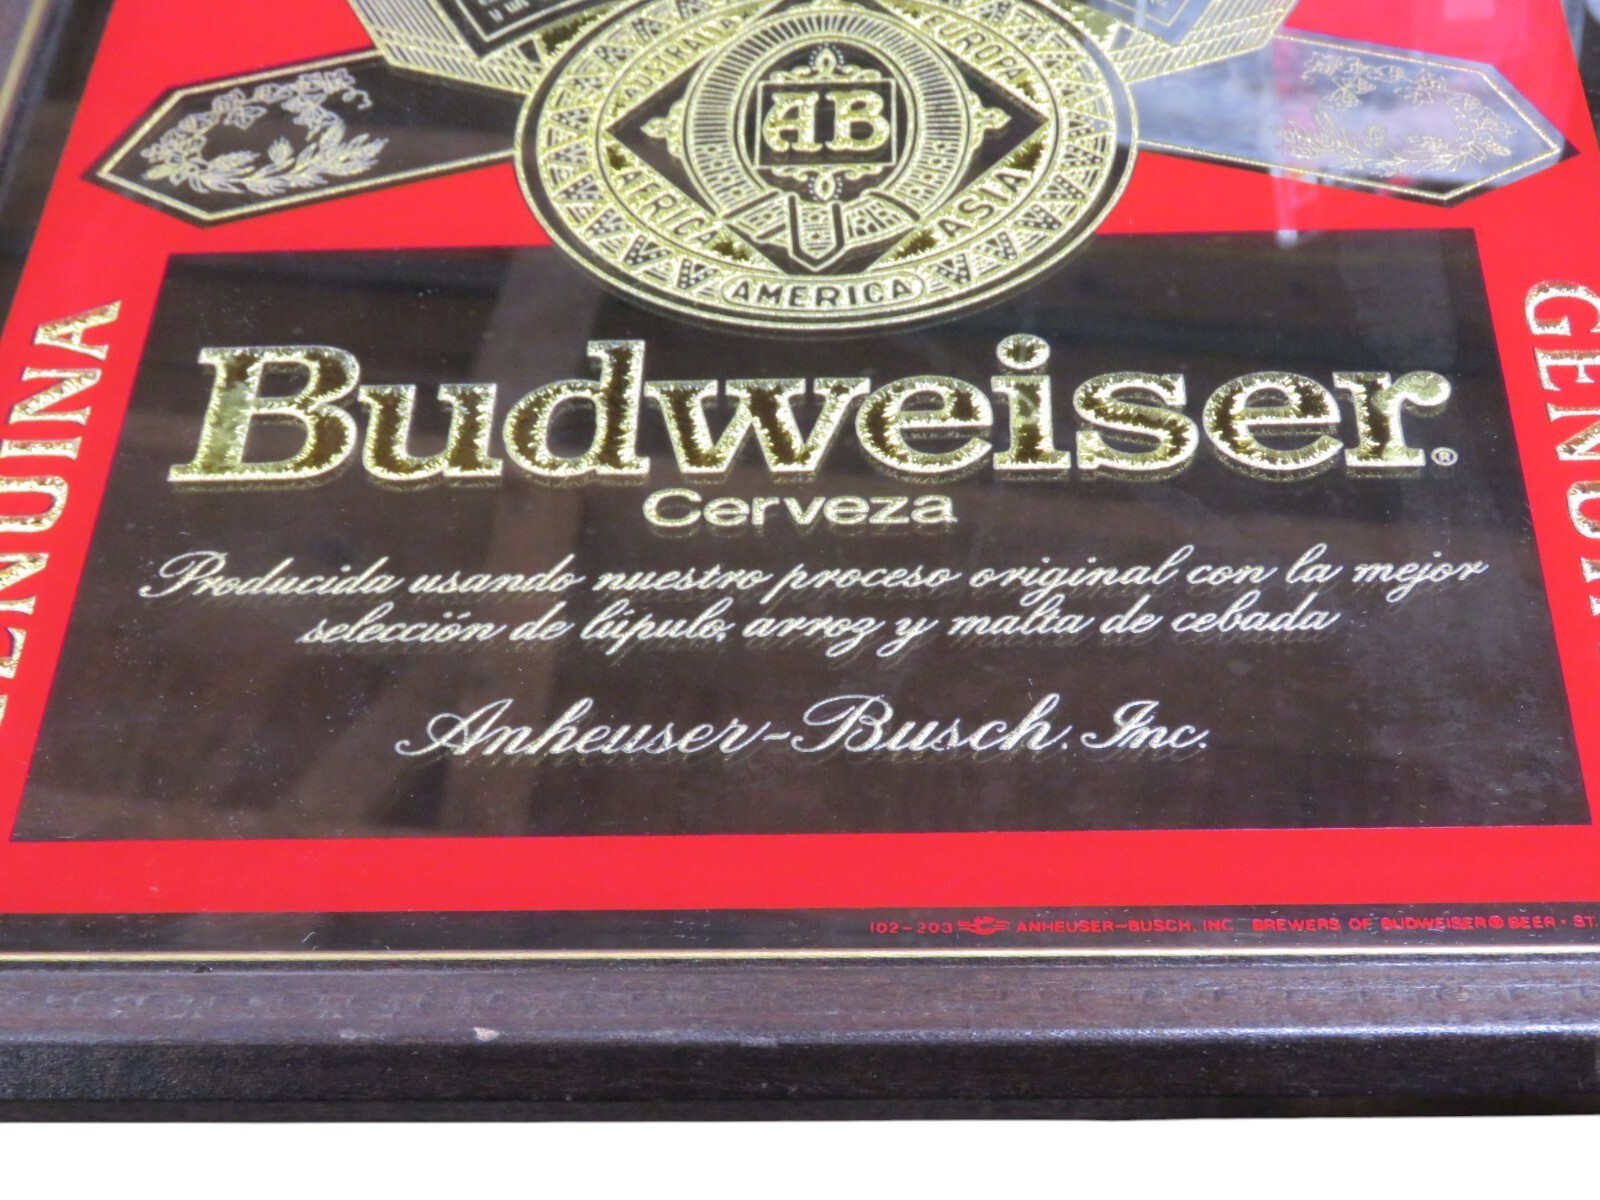 AUSTRALIA
EUROPA
AB
AFRICA
ASIA
AMERICA
GENUINA
Budweiser®
Cerveza
Producida usando nuestro proceso original con la mejor
selección de lúpulo, arroz y malta de cebada
Anheuser-Busch, Inc.
102-203 ANHEUSER-BUSCH, INC. BREWERS OF BUDWEISER® BEER • ST.